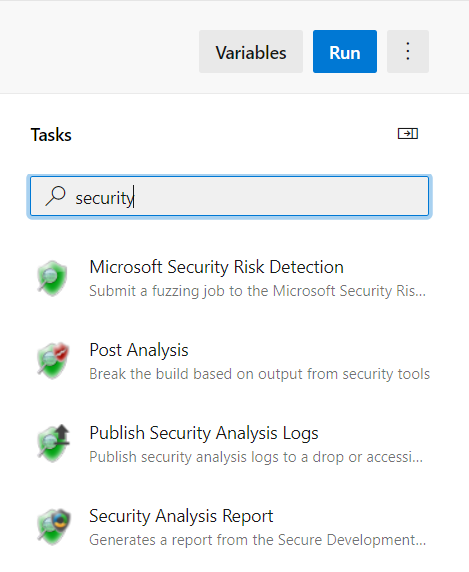 Variables Run
Tasks
security
Microsoft Security Risk Detection
Submit a fuzzing job to the Microsoft Security Ris...
Post Analysis
Break the build based on output from security tools
Publish Security Analysis Logs
Publish security analysis logs to a drop or accessi...
Security Analysis Report
Generates a report from the Secure Development...